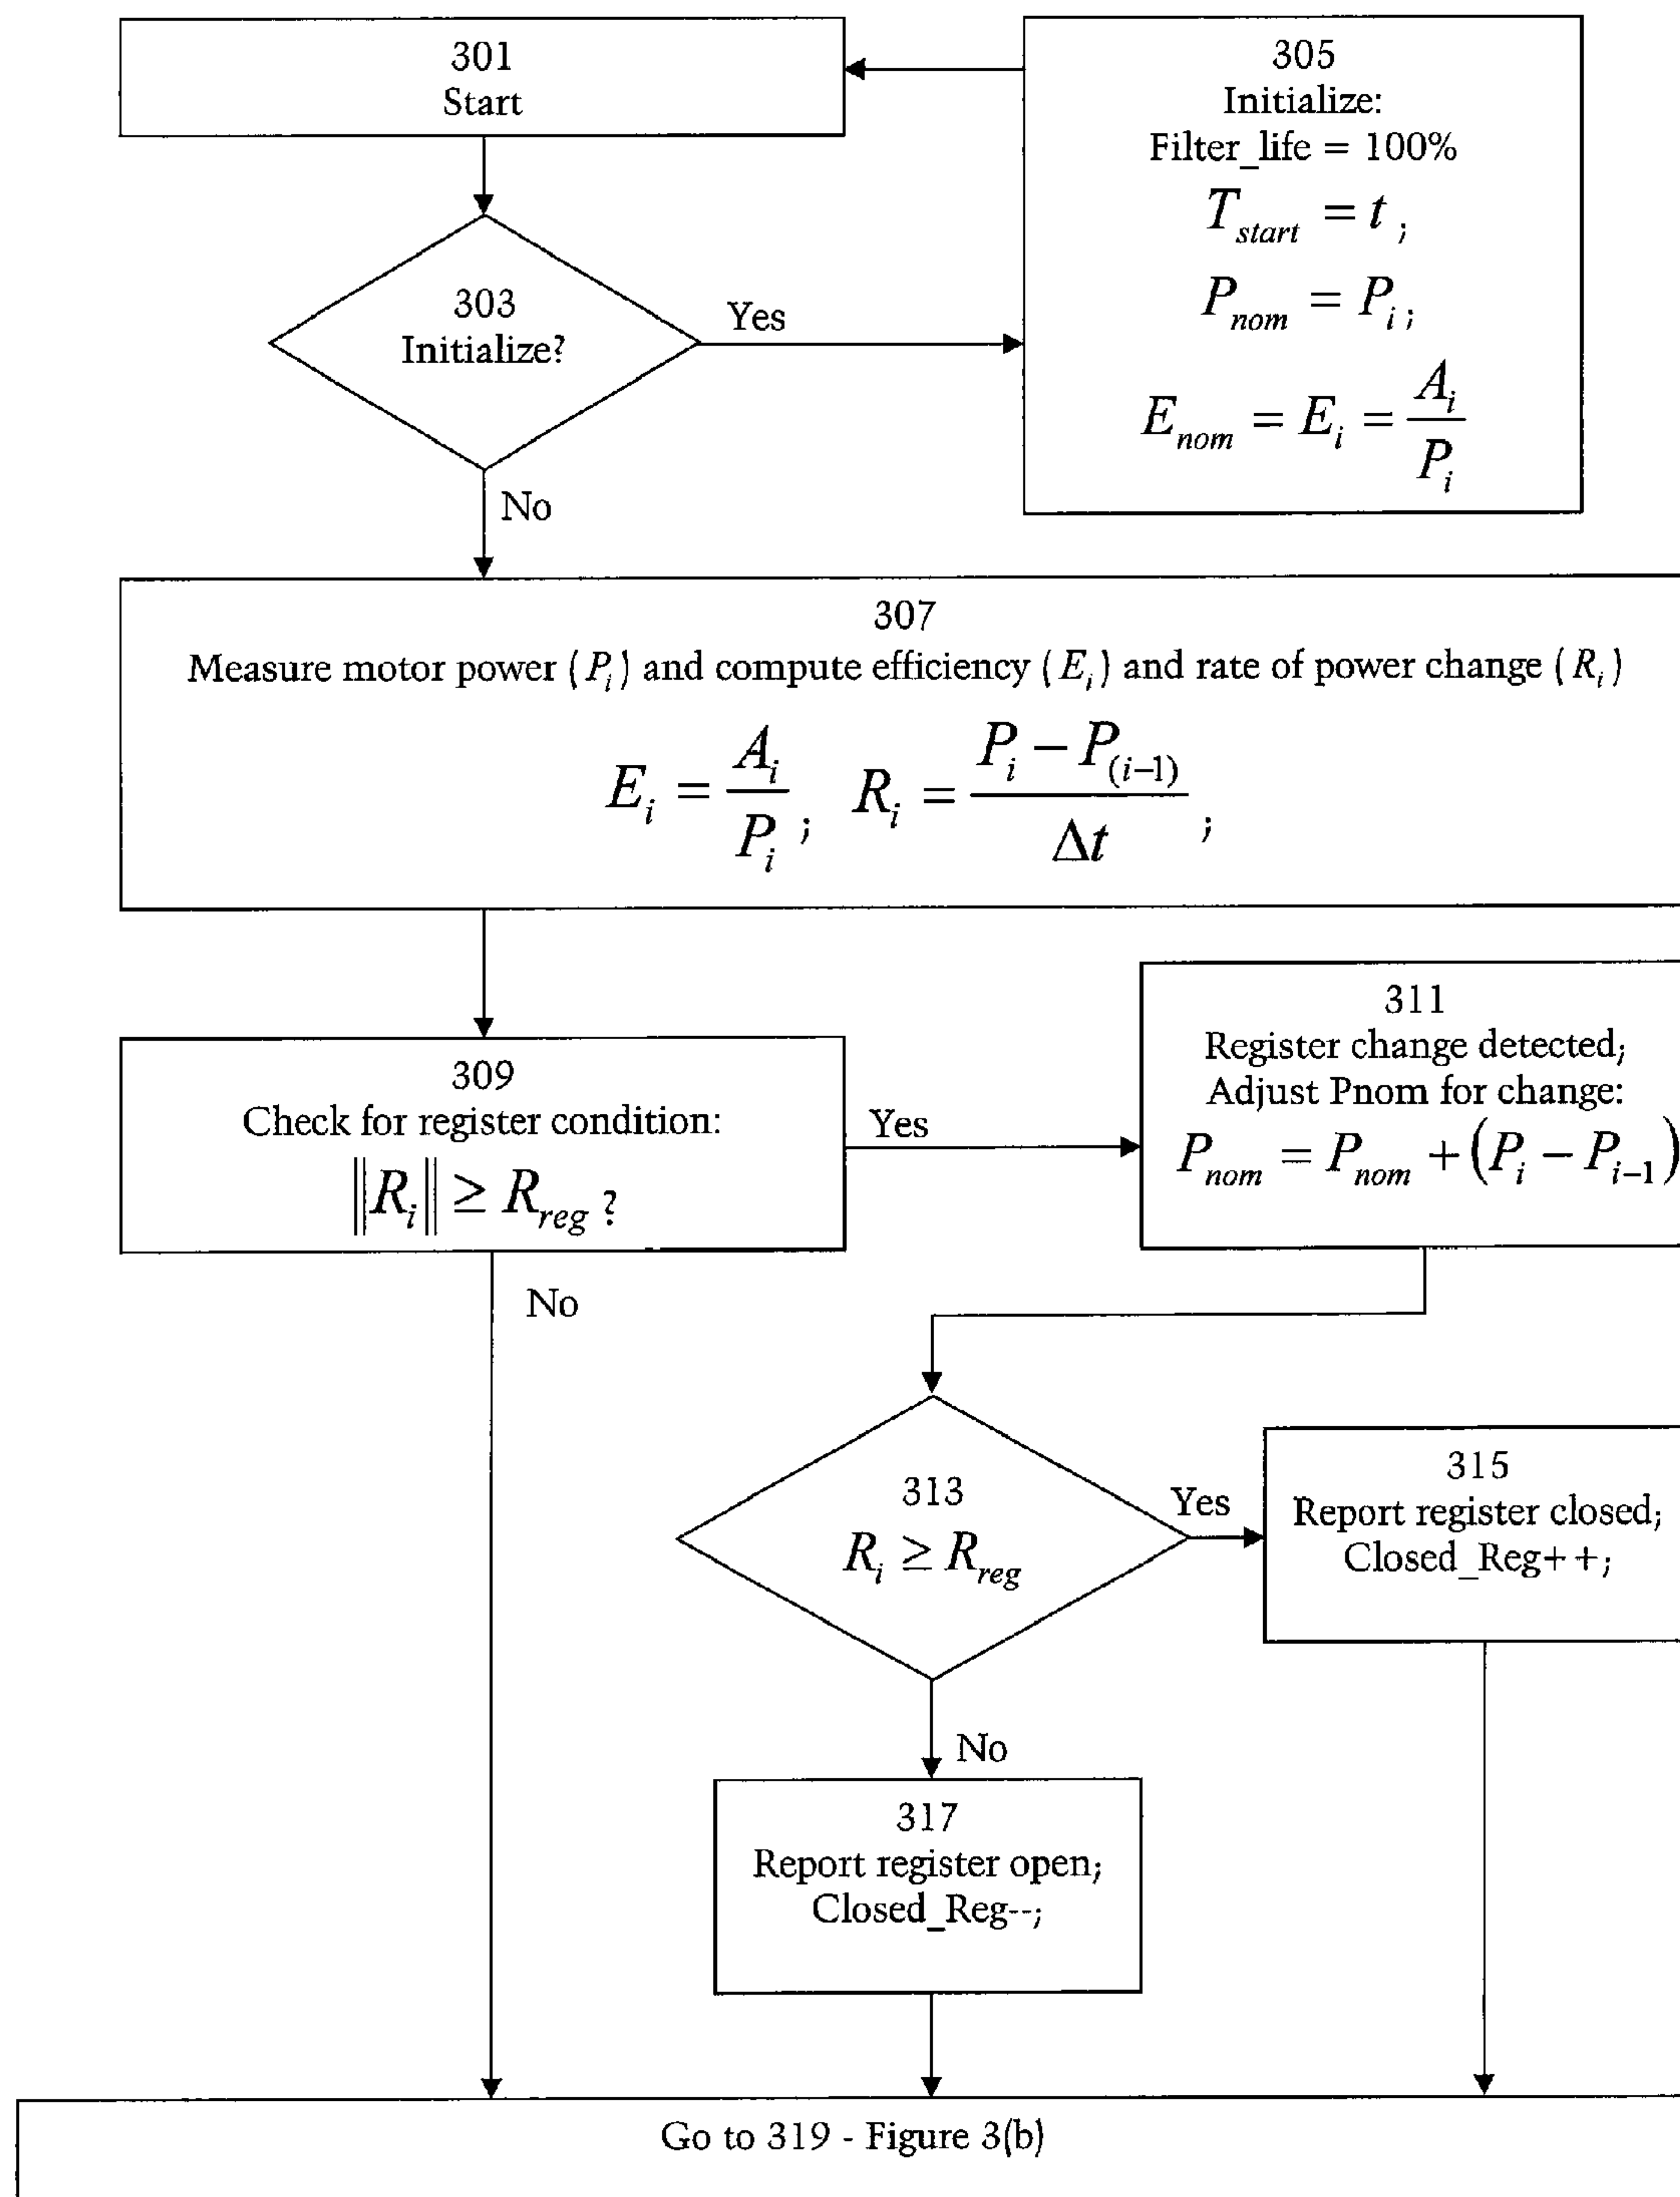 301
Start
305
Initialize:
Filter_life = 100%
T_start = t ;
P_nom = P_i ;
E_nom = E_i = A_i / P_i
303
Initialize?
Yes
No
307
Measure motor power (P_i) and compute efficiency (E_i) and rate of power change (R_i)
E_i = A_i / P_i ; R_i = (P_i − P_(i−1)) / Δt ;
309
Check for register condition:
‖R_i‖ ≥ R_reg ?
Yes
No
311
Register change detected;
Adjust Pnom for change:
P_nom = P_nom + (P_i − P_i−1)
313
R_i ≥ R_reg
Yes
No
315
Report register closed;
Closed_Reg++;
317
Report register open;
Closed_Reg--;
Go to 319 - Figure 3(b)